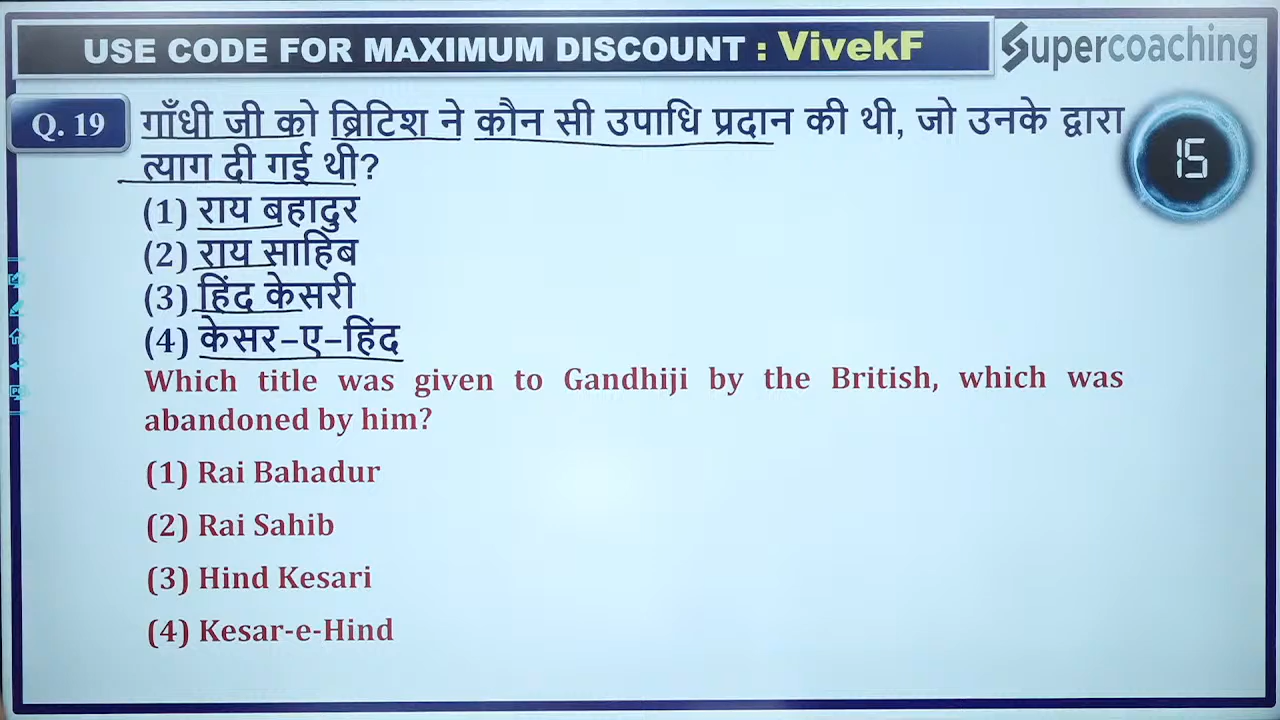 USE CODE FOR MAXIMUM DISCOUNT : VivekF
Supercoaching
Q. 19
गाँधी जी को ब्रिटिश ने कौन सी उपाधि प्रदान की थी, जो उनके द्वारा
त्याग दी गई थी?
15
(1) राय बहादुर
(2) राय साहिब
(3) हिंद केसरी
(4) केसर-ए-हिंद
Which title was given to Gandhiji by the British, which was
abandoned by him?
(1) Rai Bahadur
(2) Rai Sahib
(3) Hind Kesari
(4) Kesar-e-Hind